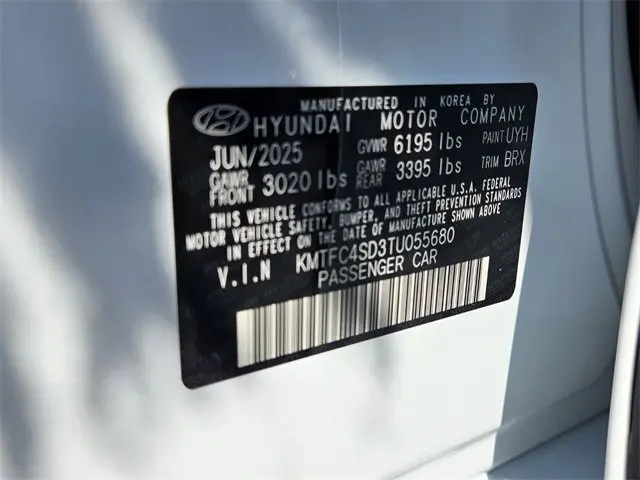 MANUFACTURED IN KOREA BY
HYUNDAI MOTOR COMPANY
JUN/2025 GVWR 6195 lbs PAINT UYH
GAWR FRONT 3020 lbs GAWR REAR 3395 lbs TRIM BRX
THIS VEHICLE CONFORMS TO ALL APPLICABLE U.S.A. FEDERAL
MOTOR VEHICLE SAFETY, BUMPER, AND THEFT PREVENTION STANDARDS
IN EFFECT ON THE DATE OF MANUFACTURE SHOWN ABOVE
V.I.N KMTFC4SD3TU055680
PASSENGER CAR